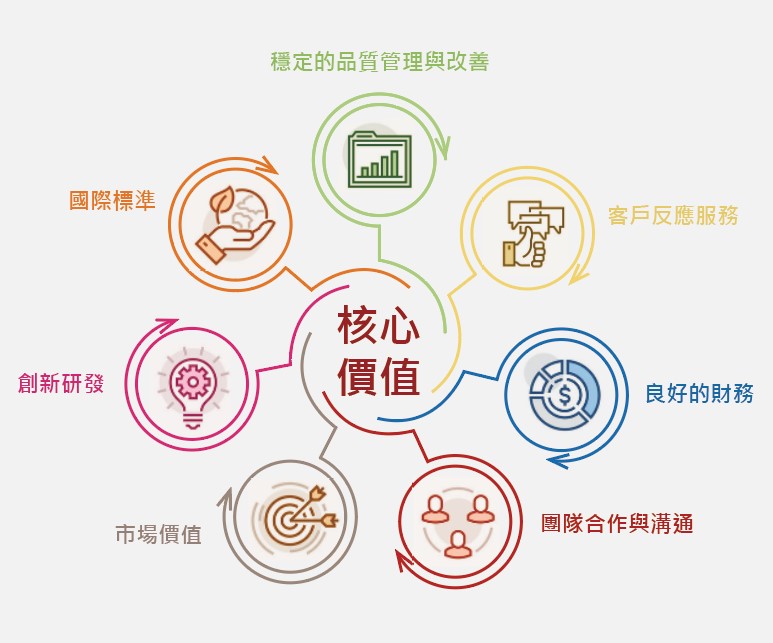 穩定的品質管理與改善
國際標準
客戶反應服務
核心
價值
創新研發
良好的財務
市場價值
團隊合作與溝通
$